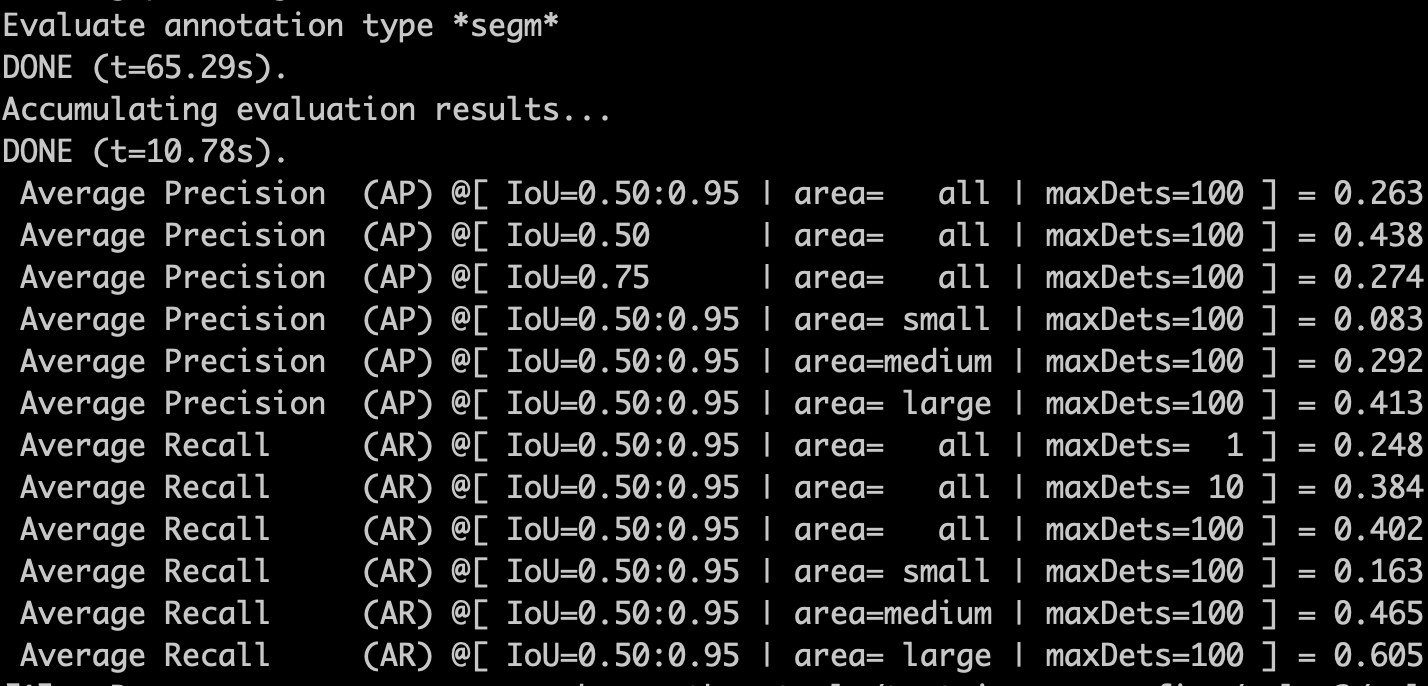 Evaluate annotation type *segm*
DONE (t=65.29s).
Accumulating evaluation results...
DONE (t=10.78s).
 Average Precision  (AP) @[ IoU=0.50:0.95 | area=   all | maxDets=100 ] = 0.263
 Average Precision  (AP) @[ IoU=0.50      | area=   all | maxDets=100 ] = 0.438
 Average Precision  (AP) @[ IoU=0.75      | area=   all | maxDets=100 ] = 0.274
 Average Precision  (AP) @[ IoU=0.50:0.95 | area= small | maxDets=100 ] = 0.083
 Average Precision  (AP) @[ IoU=0.50:0.95 | area=medium | maxDets=100 ] = 0.292
 Average Precision  (AP) @[ IoU=0.50:0.95 | area= large | maxDets=100 ] = 0.413
 Average Recall     (AR) @[ IoU=0.50:0.95 | area=   all | maxDets=  1 ] = 0.248
 Average Recall     (AR) @[ IoU=0.50:0.95 | area=   all | maxDets= 10 ] = 0.384
 Average Recall     (AR) @[ IoU=0.50:0.95 | area=   all | maxDets=100 ] = 0.402
 Average Recall     (AR) @[ IoU=0.50:0.95 | area= small | maxDets=100 ] = 0.163
 Average Recall     (AR) @[ IoU=0.50:0.95 | area=medium | maxDets=100 ] = 0.465
 Average Recall     (AR) @[ IoU=0.50:0.95 | area= large | maxDets=100 ] = 0.605